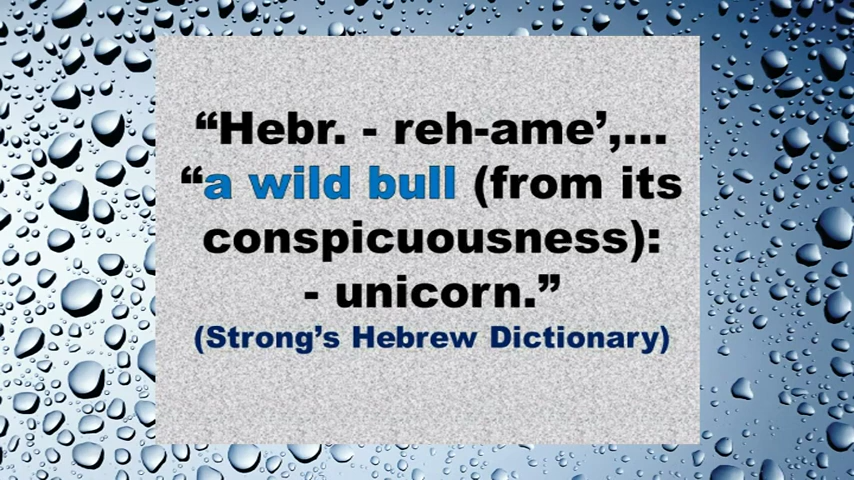 “Hebr. - reh-ame’,...
“a wild bull (from its
conspicuousness):
- unicorn.”
(Strong’s Hebrew Dictionary)